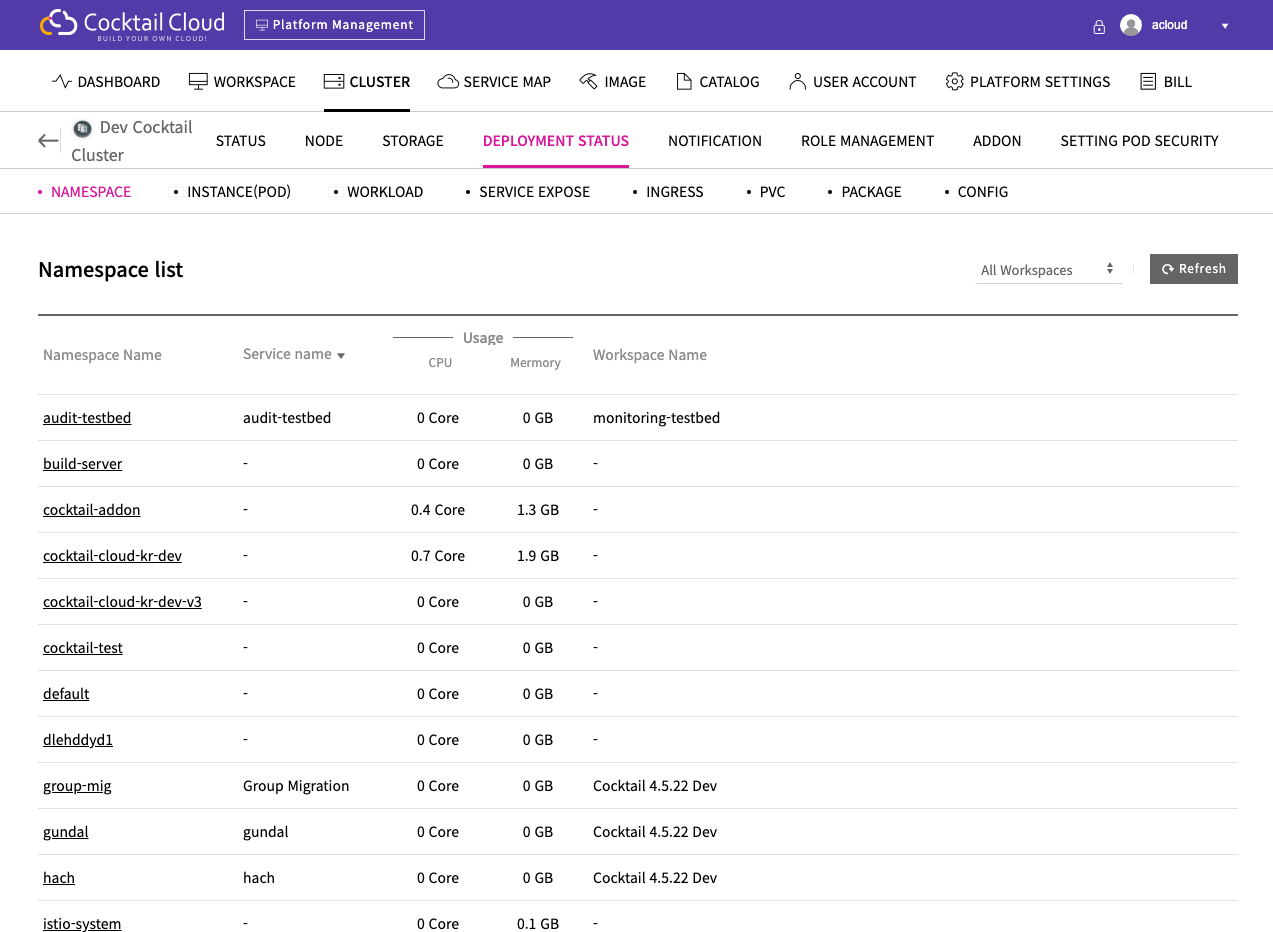 Cocktail Cloud
BUILD YOUR OWN CLOUD!
Platform Management
acloud
DASHBOARD WORKSPACE CLUSTER SERVICE MAP IMAGE CATALOG USER ACCOUNT PLATFORM SETTINGS BILL
Dev Cocktail
Cluster
STATUS NODE STORAGE DEPLOYMENT STATUS NOTIFICATION ROLE MANAGEMENT ADDON SETTING POD SECURITY
• NAMESPACE • INSTANCE(POD) • WORKLOAD • SERVICE EXPOSE • INGRESS • PVC • PACKAGE • CONFIG
Namespace list
All Workspaces
Refresh
Namespace Name Service name Usage Workspace Name
CPU Mermory
audit-testbed audit-testbed 0 Core 0 GB monitoring-testbed
build-server - 0 Core 0 GB -
cocktail-addon - 0.4 Core 1.3 GB -
cocktail-cloud-kr-dev - 0.7 Core 1.9 GB -
cocktail-cloud-kr-dev-v3 - 0 Core 0 GB -
cocktail-test - 0 Core 0 GB -
default - 0 Core 0 GB -
dlehddyd1 - 0 Core 0 GB -
group-mig Group Migration 0 Core 0 GB Cocktail 4.5.22 Dev
gundal gundal 0 Core 0 GB Cocktail 4.5.22 Dev
hach hach 0 Core 0 GB Cocktail 4.5.22 Dev
istio-system - 0 Core 0.1 GB -